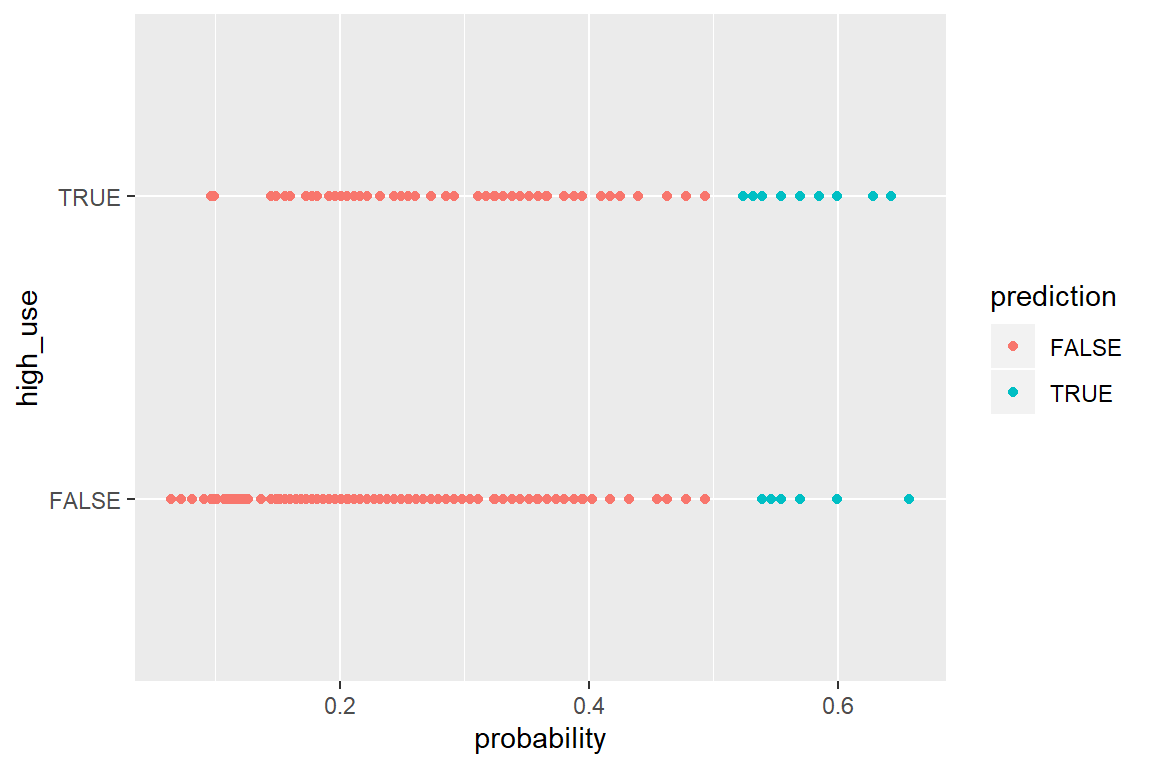 TRUE
FALSE
high_use
0.2 0.4 0.6
probability
prediction
FALSE
TRUE